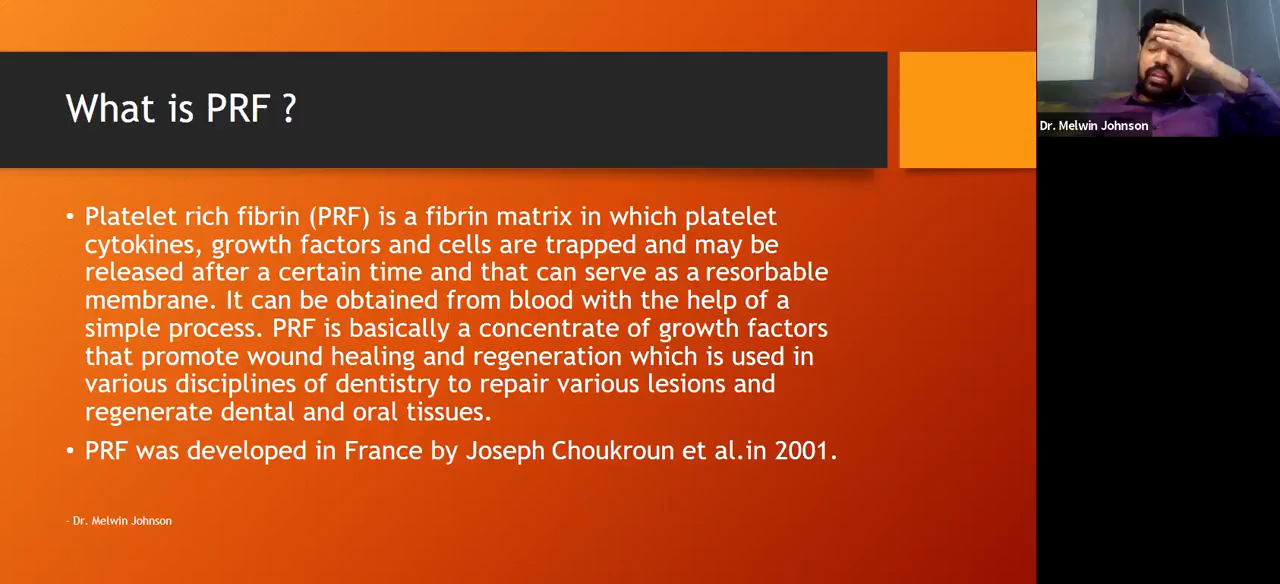 What is PRF ?
• Platelet rich fibrin (PRF) is a fibrin matrix in which platelet
cytokines, growth factors and cells are trapped and may be
released after a certain time and that can serve as a resorbable
membrane. It can be obtained from blood with the help of a
simple process. PRF is basically a concentrate of growth factors
that promote wound healing and regeneration which is used in
various disciplines of dentistry to repair various lesions and
regenerate dental and oral tissues.
• PRF was developed in France by Joseph Choukroun et al.in 2001.
- Dr. Melwin Johnson
Dr. Melwin Johnson